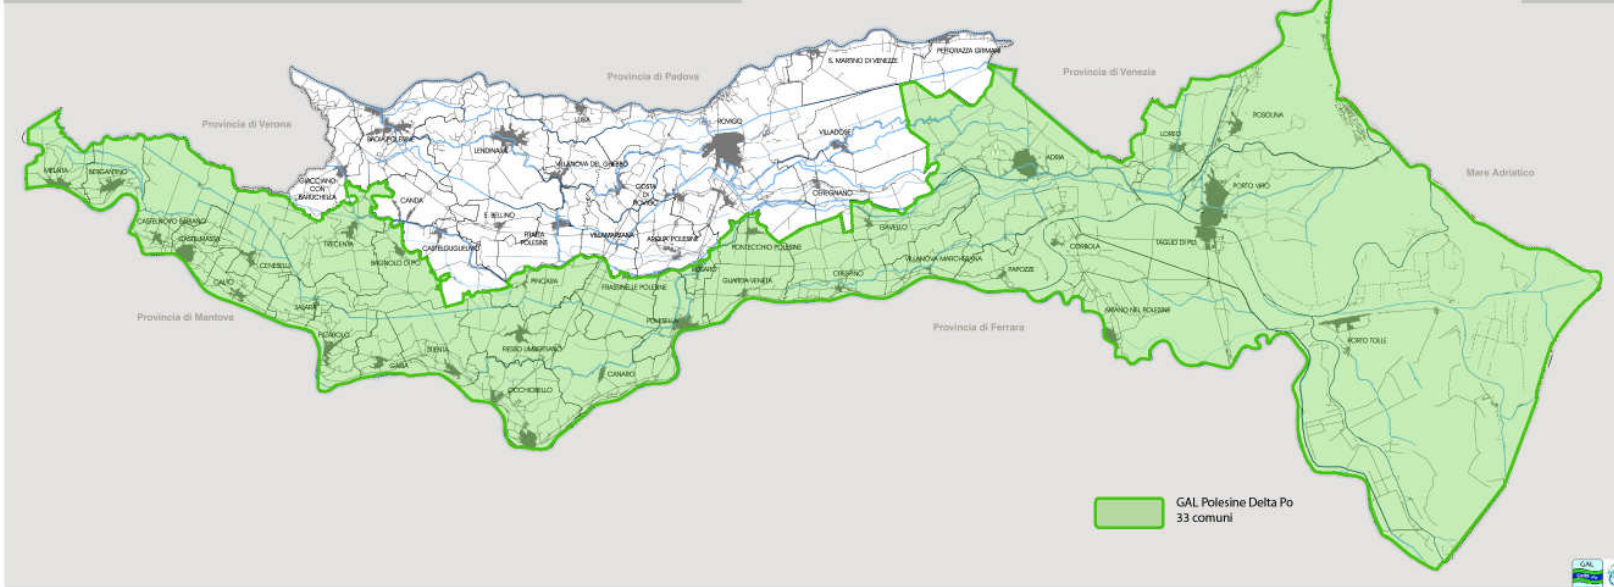 PETTORAZZA GRIMANI
S. MARTINO DI VENEZZE
Provincia di Padova
Provincia di Venezia
Provincia di Verona
ROSOLINA
LUSIA
ROVIGO
VILLADOSE
LOREO
BADIA POLESINE
LENDINARA
VILLANOVA DEL GHEBBO
ADRIA
MELARA
BERGANTINO
Mare Adriatico
GIACCIANO
CON
BARUCHELLA
COSTA
DI
ROVIGO
CEREGNANO
PORTO VIRO
CANDA
S. BELLINO
CASTELNOVO BARIANO
CASTELMASSA
FRATTA
POLESINE
VILLAMARZANA
ARQUA' POLESINE
GAVELLO
TRECENTA
CASTELGUGLIELMO
PONTECCHIO POLESINE
CORBOLA
TAGLIO DI PO
CENESELLI
BAGNOLO DI PO
BOSARO
VILLANOVA MARCHESANA
PAPOZZE
CALTO
PINCARA
FRASSINELLE POLESINE
GUARDA VENETA
CRESPINO
SALARA
ARIANO NEL POLESINE
Provincia di Mantova
POLESELLA
Provincia di Ferrara
FICAROLO
FIESSO UMBERTIANO
PORTO TOLLE
GAIBA
STIENTA
CANARO
OCCHIOBELLO
GAL Polesine Delta Po
33 comuni
GAL